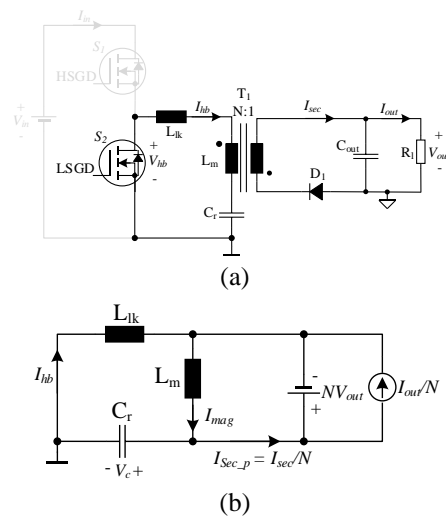 I_in
S_1
HSGD
+
V_in
-
S_2
LSGD
+
V_hb
-
L_lk
I_hb
T_1
N:1
L_m
C_r
I_sec
I_out
C_out
D_1
R_1
+
V_ou
-
(a)
L_lk
I_hb
L_m
I_mag
C_r
- V_c +
I_Sec_p = I_sec/N
-
NV_out
+
I_out/N
(b)